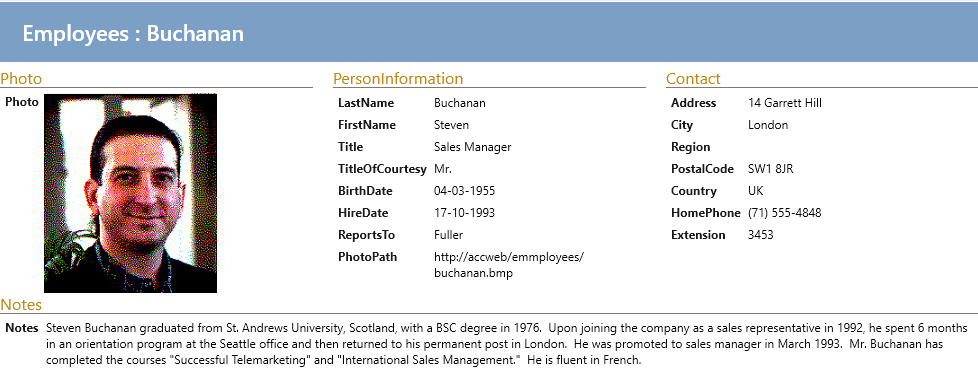 Employees : Buchanan
Photo
Photo
PersonInformation
LastName Buchanan
FirstName Steven
Title Sales Manager
TitleOfCourtesy Mr.
BirthDate 04-03-1955
HireDate 17-10-1993
ReportsTo Fuller
PhotoPath http://accweb/emmployees/
buchanan.bmp
Contact
Address 14 Garrett Hill
City London
Region
PostalCode SW1 8JR
Country UK
HomePhone (71) 555-4848
Extension 3453
Notes
Notes Steven Buchanan graduated from St. Andrews University, Scotland, with a BSC degree in 1976.  Upon joining the company as a sales representative in 1992, he spent 6 months
in an orientation program at the Seattle office and then returned to his permanent post in London.  He was promoted to sales manager in March 1993.  Mr. Buchanan has
completed the courses "Successful Telemarketing" and "International Sales Management."  He is fluent in French.